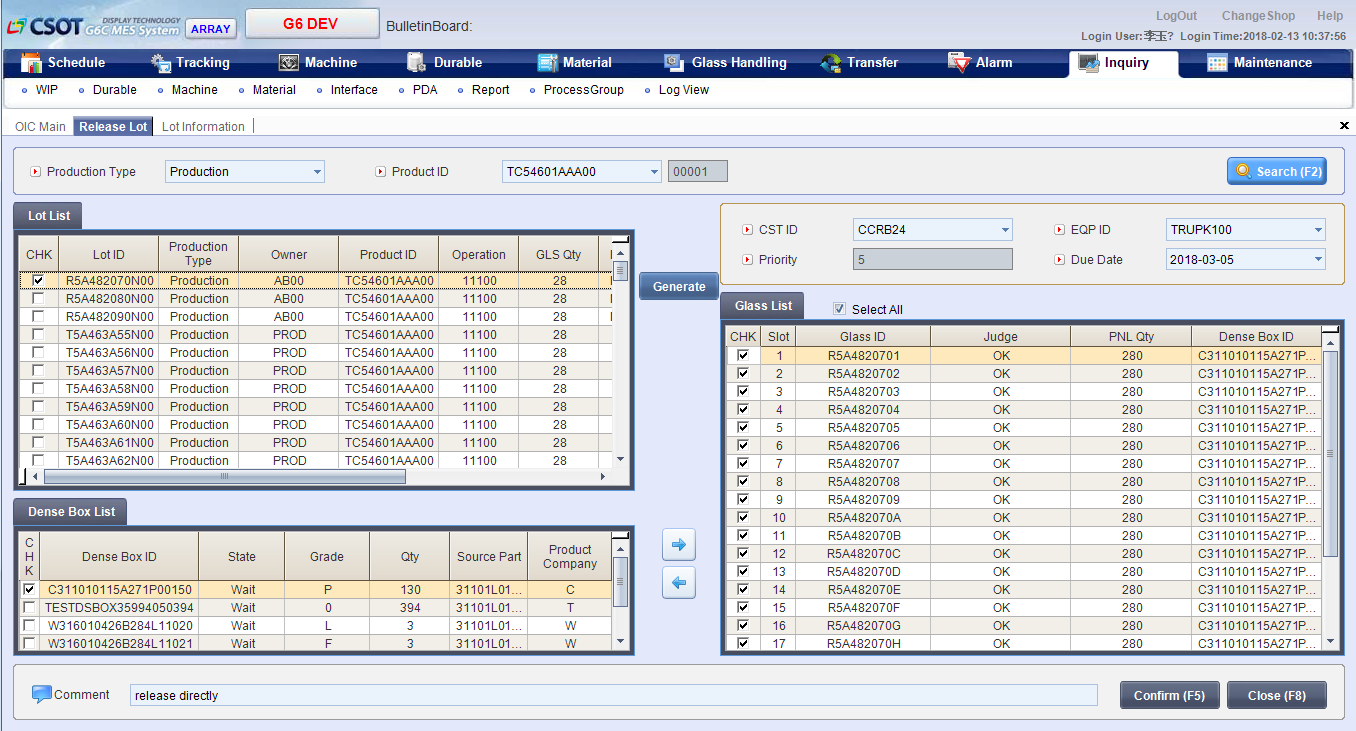 CSOT DISPLAY TECHNOLOGY G6C MES System ARRAY G6 DEV BulletinBoard: LogOut ChangeShop Help
Login User:李玉? Login Time:2018-02-13 10:37:56
Schedule Tracking Machine Durable Material Glass Handling Transfer Alarm Inquiry Maintenance
WIP Durable Machine Material Interface PDA Report ProcessGroup Log View
OIC Main Release Lot Lot Information
Production Type Production Product ID TC54601AAA00 00001 Search (F2)
Lot List
CHK Lot ID Production Type Owner Product ID Operation GLS Qty
R5A482070N00 Production AB00 TC54601AAA00 11100 28
R5A482080N00 Production AB00 TC54601AAA00 11100 28
R5A482090N00 Production AB00 TC54601AAA00 11100 28
T5A463A55N00 Production PROD TC54601AAA00 11100 28
T5A463A56N00 Production PROD TC54601AAA00 11100 28
T5A463A57N00 Production PROD TC54601AAA00 11100 28
T5A463A58N00 Production PROD TC54601AAA00 11100 28
T5A463A59N00 Production PROD TC54601AAA00 11100 28
T5A463A60N00 Production PROD TC54601AAA00 11100 28
T5A463A61N00 Production PROD TC54601AAA00 11100 28
T5A463A62N00 Production PROD TC54601AAA00 11100 28
Generate
Dense Box List
CHK Dense Box ID State Grade Qty Source Part Product Company
C311010115A271P00150 Wait P 130 31101L01... C
TESTDSBOX35994050394 Wait 0 394 31101L01... T
W316010426B284L11020 Wait L 3 31101L01... W
W316010426B284L11021 Wait F 3 31101L01... W
CST ID CCRB24 EQP ID TRUPK100
Priority 5 Due Date 2018-03-05
Glass List Select All
CHK Slot Glass ID Judge PNL Qty Dense Box ID
1 R5A4820701 OK 280 C311010115A271P...
2 R5A4820702 OK 280 C311010115A271P...
3 R5A4820703 OK 280 C311010115A271P...
4 R5A4820704 OK 280 C311010115A271P...
5 R5A4820705 OK 280 C311010115A271P...
6 R5A4820706 OK 280 C311010115A271P...
7 R5A4820707 OK 280 C311010115A271P...
8 R5A4820708 OK 280 C311010115A271P...
9 R5A4820709 OK 280 C311010115A271P...
10 R5A482070A OK 280 C311010115A271P...
11 R5A482070B OK 280 C311010115A271P...
12 R5A482070C OK 280 C311010115A271P...
13 R5A482070D OK 280 C311010115A271P...
14 R5A482070E OK 280 C311010115A271P...
15 R5A482070F OK 280 C311010115A271P...
16 R5A482070G OK 280 C311010115A271P...
17 R5A482070H OK 280 C311010115A271P...
Comment release directly Confirm (F5) Close (F8)